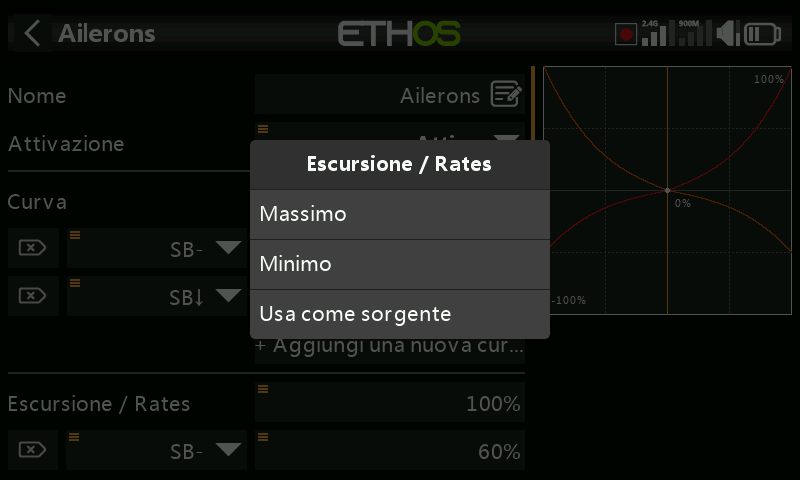 Ailerons
ETHOS
2.4G
900M
Nome
Ailerons
Attivazione
Curva
SB-
SB↓
+ Aggiungi una nuova cur...
Escursione / Rates
100%
SB-
60%
Escursione / Rates
Massimo
Minimo
Usa come sorgente
100%
0%
-100%